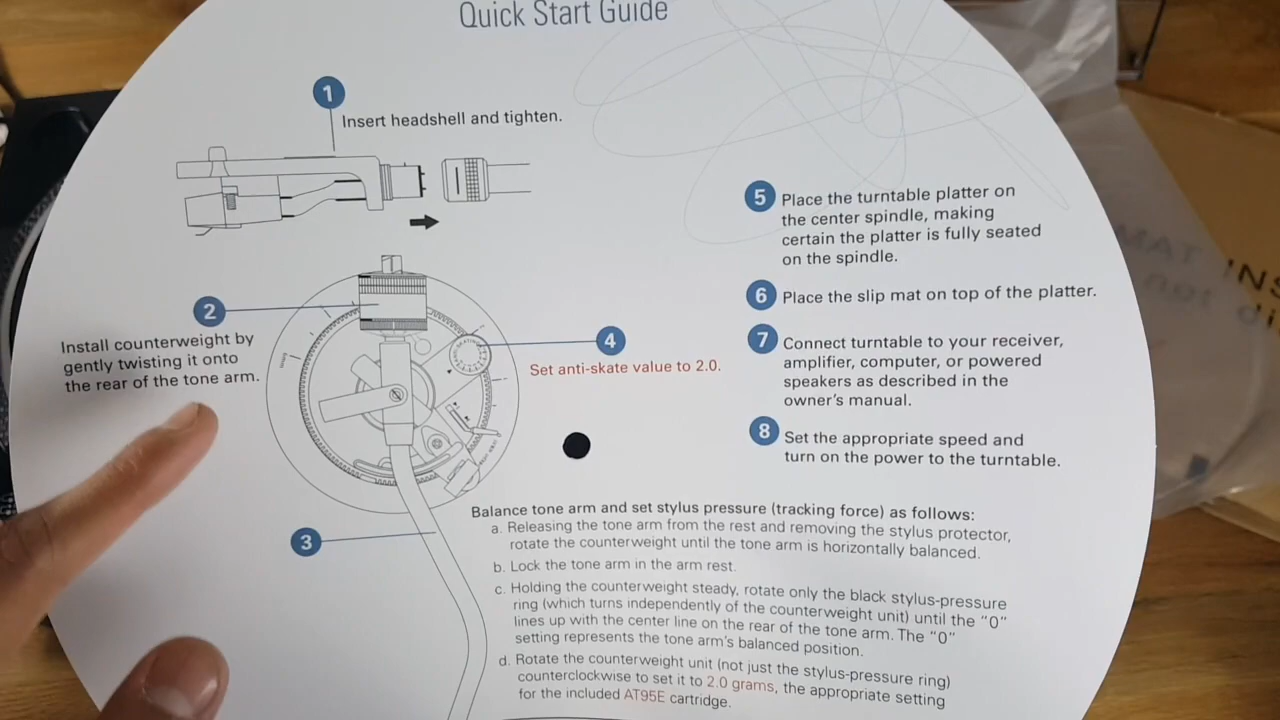 Quick Start Guide
1
Insert headshell and tighten.
2
Install counterweight by
gently twisting it onto
the rear of the tone arm.
4
Set anti-skate value to 2.0.
3
Balance tone arm and set stylus pressure (tracking force) as follows:
a. Releasing the tone arm from the rest and removing the stylus protector,
rotate the counterweight until the tone arm is horizontally balanced.
b. Lock the tone arm in the arm rest.
c. Holding the counterweight steady, rotate only the black stylus-pressure
ring (which turns independently of the counterweight unit) until the "0"
lines up with the center line on the rear of the tone arm. The "0"
setting represents the tone arm's balanced position.
d. Rotate the counterweight unit (not just the stylus-pressure ring)
counterclockwise to set it to 2.0 grams, the appropriate setting
for the included AT95E cartridge.
5 Place the turntable platter on
the center spindle, making
certain the platter is fully seated
on the spindle.
6 Place the slip mat on top of the platter.
7 Connect turntable to your receiver,
amplifier, computer, or powered
speakers as described in the
owner's manual.
8 Set the appropriate speed and
turn on the power to the turntable.